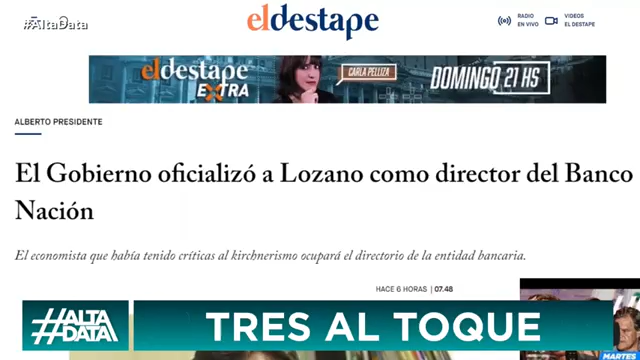 #AltaData
eldestape
RADIO
EN VIVO
VIDEOS
EL DESTAPE
eldestape
EXTRA
CARLA PELLIZA
DOMINGO 21 HS
ALBERTO PRESIDENTE
El Gobierno oficializó a Lozano como director del Banco
Nación
El economista que había tenido críticas al kirchnerismo ocupará el directorio de la entidad bancaria.
HACE 6 HORAS | 07.48
#ALTA
DATA
TRES AL TOQUE
MARTES